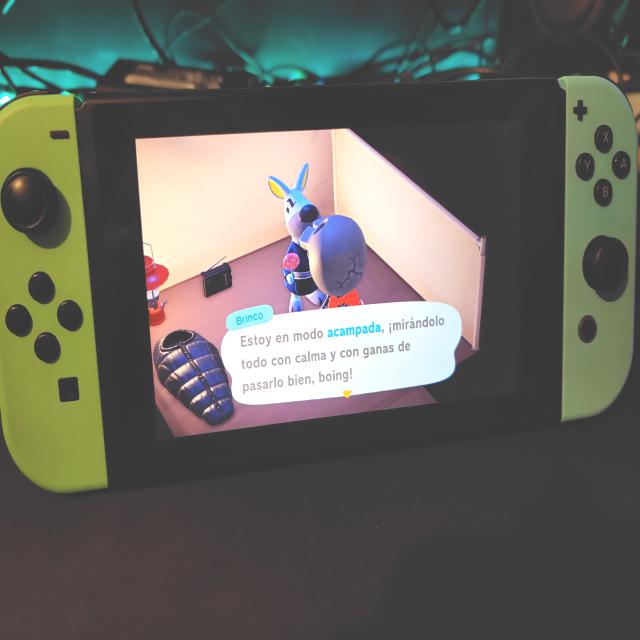 Brinco
Estoy en modo acampada, ¡mirándolo
todo con calma y con ganas de
pasarlo bien, boing!
X
Y
A
B